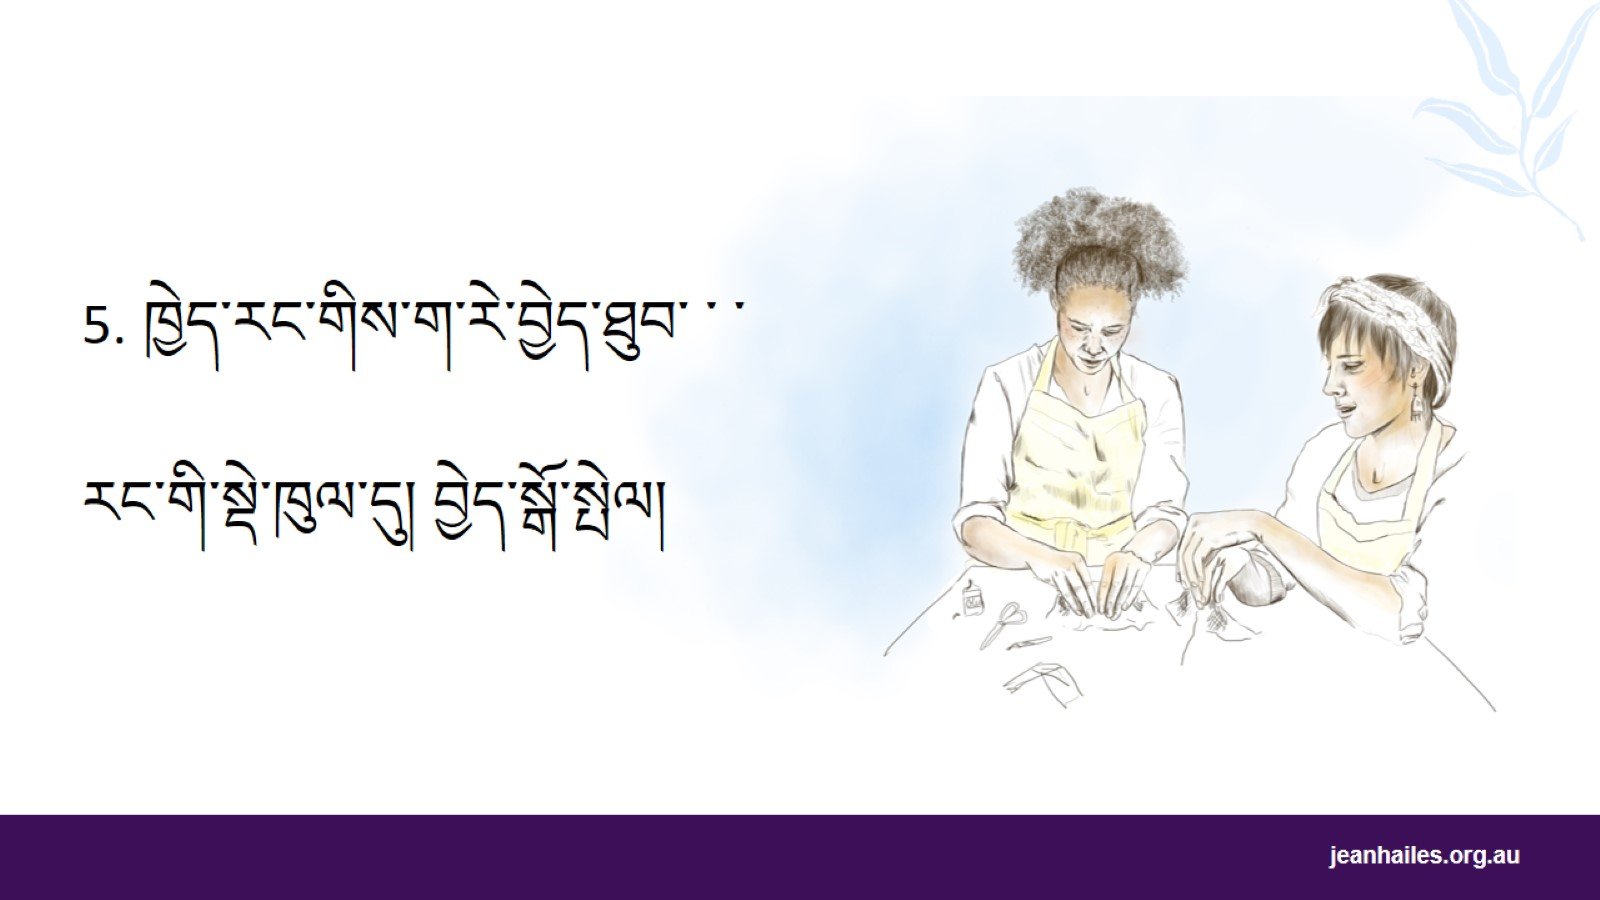 5. ཁྱེད་རང་གིས་ག་རེ་བྱེད་ཐུབ་ ་ ་
རང་གི་སྡེ་ཁུལ་དུ། བྱེད་སྒོ་སྤེལ།
jeanhailes.org.au